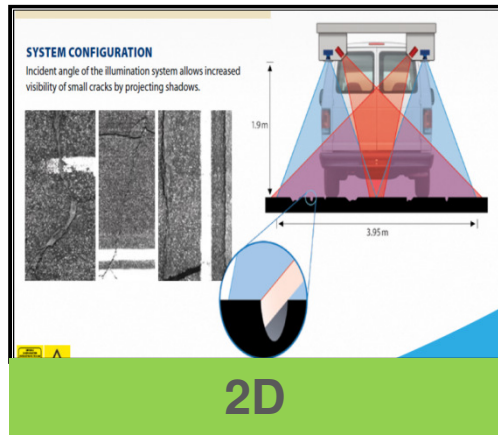 SYSTEM CONFIGURATION
Incident angle of the illumination system allows increased
visibility of small cracks by projecting shadows.
1.9m
3.95m
2D